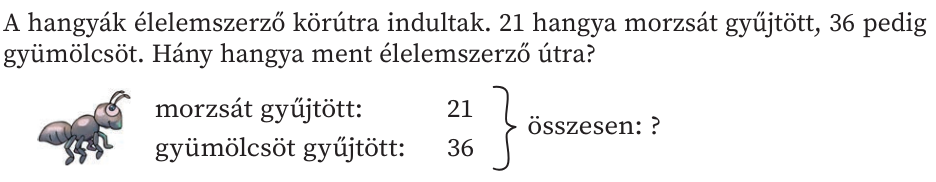 A hangyák élelemszerző körútra indultak. 21 hangya morzsát gyűjtött, 36 pedig
gyümölcsöt. Hány hangya ment élelemszerző útra?
morzsát gyűjtött: 21
gyümölcsöt gyűjtött: 36
összesen: ?